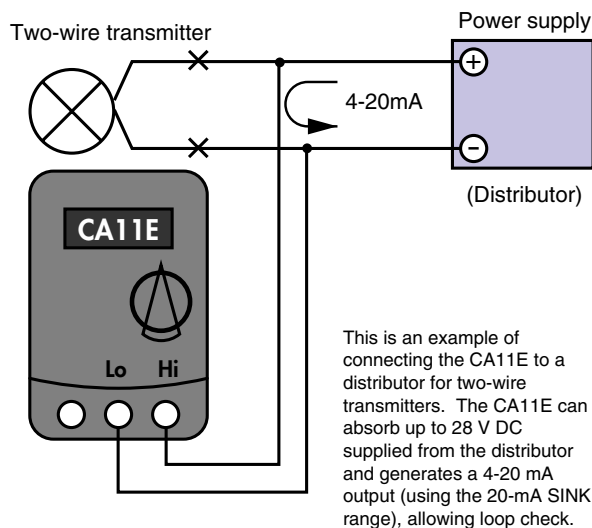 Power supply
Two-wire transmitter
+
4-20mA
-
(Distributor)
CA11E
Lo Hi
This is an example of
connecting the CA11E to a
distributor for two-wire
transmitters. The CA11E can
absorb up to 28 V DC
supplied from the distributor
and generates a 4-20 mA
output (using the 20-mA SINK
range), allowing loop check.